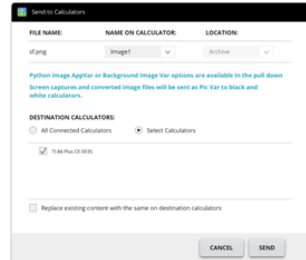 Send to Calculators
FILE NAME: NAME ON CALCULATOR: LOCATION:
sf.png Image1 Archive
Python image AppVar or Background Image Var options are available in the pull down
Screen captures and converted image files will be sent as Pic Var to black and
white calculators.
DESTINATION CALCULATORS:
All Connected Calculators Select Calculators
TI-84 Plus CE-5935
Replace existing content with the same on destination calculators
CANCEL SEND